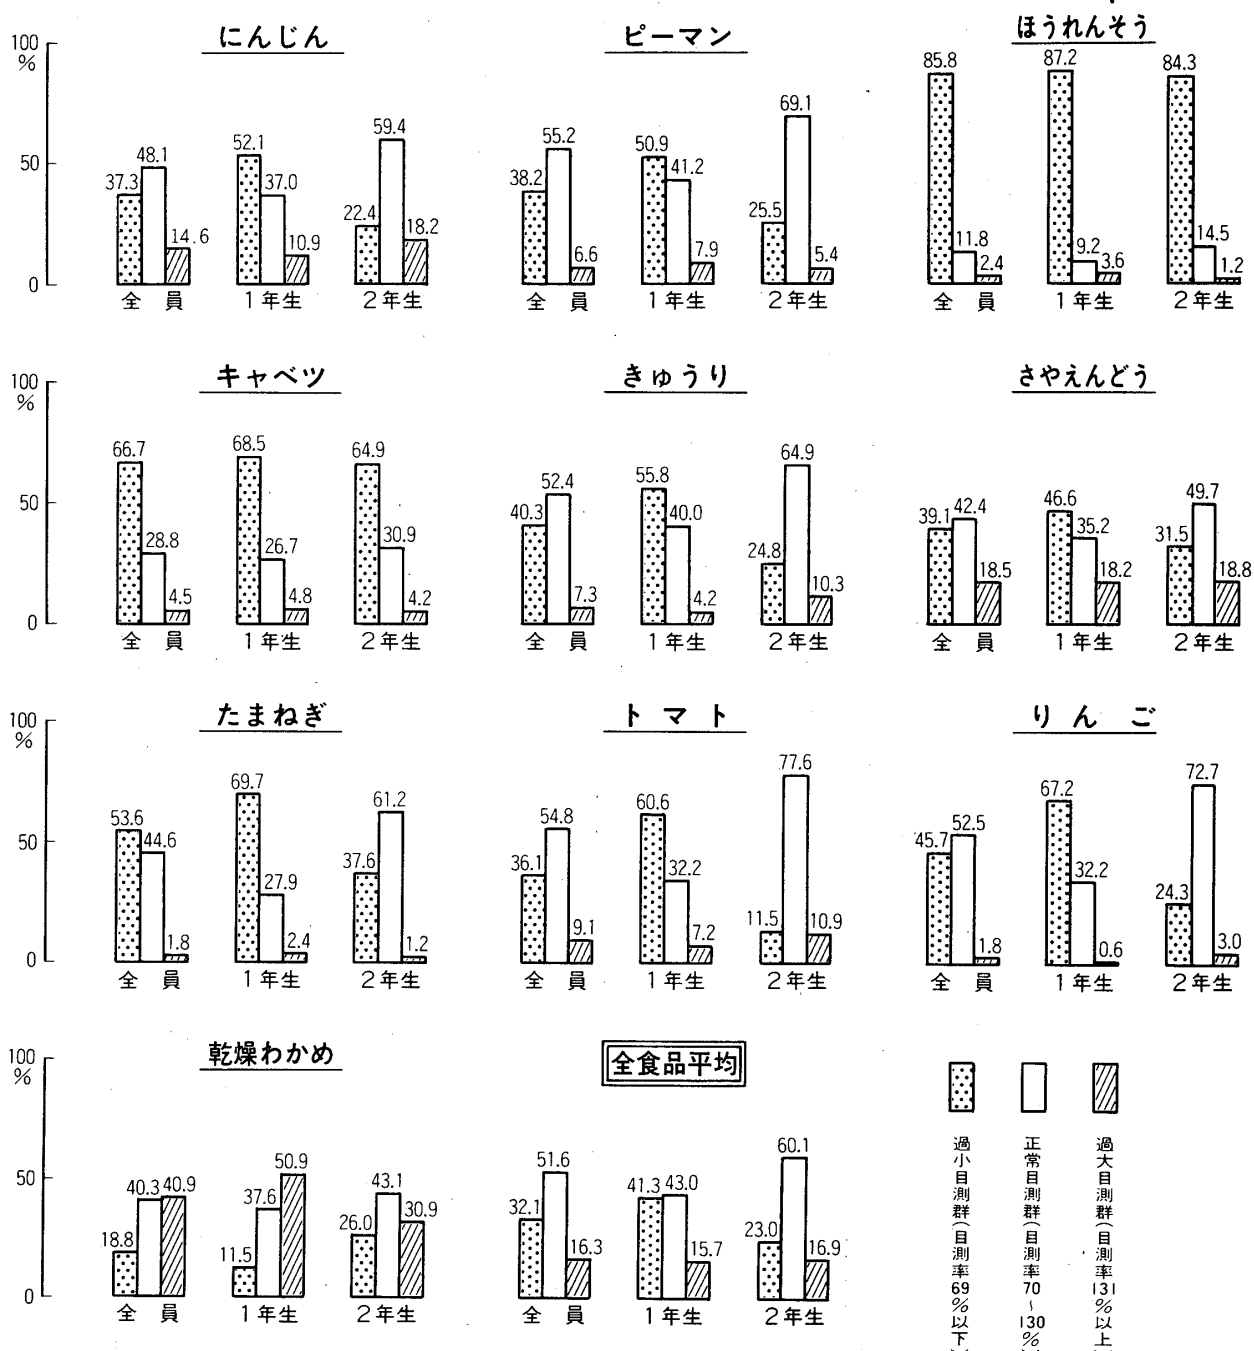 にんじん
100
%
50
0
37.3 48.1 14.6
52.1 37.0 10.9
22.4 59.4 18.2
全員 1年生 2年生
ピーマン
38.2 55.2 6.6
50.9 41.2 7.9
25.5 69.1 5.4
全員 1年生 2年生
ほうれんそう
85.8 11.8 2.4
87.2 9.2 3.6
84.3 14.5 1.2
全員 1年生 2年生
キャベツ
100
%
50
0
66.7 28.8 4.5
68.5 26.7 4.8
64.9 30.9 4.2
全員 1年生 2年生
きゅうり
40.3 52.4 7.3
55.8 40.0 4.2
24.8 64.9 10.3
全員 1年生 2年生
さやえんどう
39.1 42.4 18.5
46.6 35.2 18.2
31.5 49.7 18.8
全員 1年生 2年生
たまねぎ
100
%
50
0
53.6 44.6 1.8
69.7 27.9 2.4
37.6 61.2 1.2
全員 1年生 2年生
トマト
36.1 54.8 9.1
60.6 32.2 7.2
11.5 77.6 10.9
全員 1年生 2年生
りんご
45.7 52.5 1.8
67.2 32.2 0.6
24.3 72.7 3.0
全員 1年生 2年生
乾燥わかめ
100
%
50
0
18.8 40.3 40.9
11.5 37.6 50.9
26.0 43.1 30.9
全員 1年生 2年生
全食品平均
32.1 51.6 16.3
41.3 43.0 15.7
23.0 60.1 16.9
全員 1年生 2年生
過小目測群(目測率69%以下
正常目測群(目測率70~130%
過大目測群(目測率131%以上